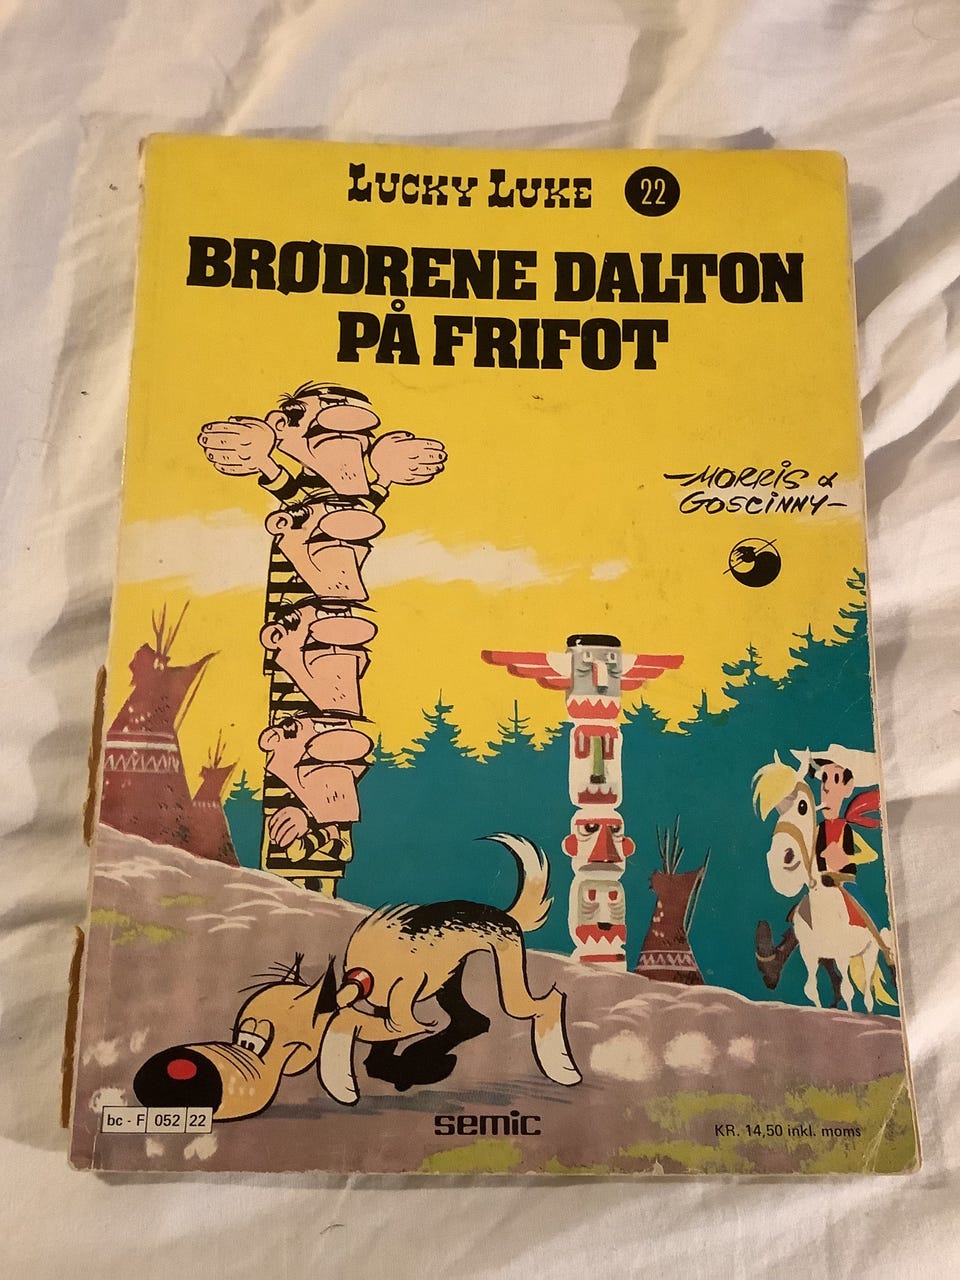 LUCKY LUKE 22
BRØDRENE DALTON
PÅ FRIFOT
-MORRIS &
GOSCINNY-
bc - F 052 22
semic
KR. 14,50 inkl. moms